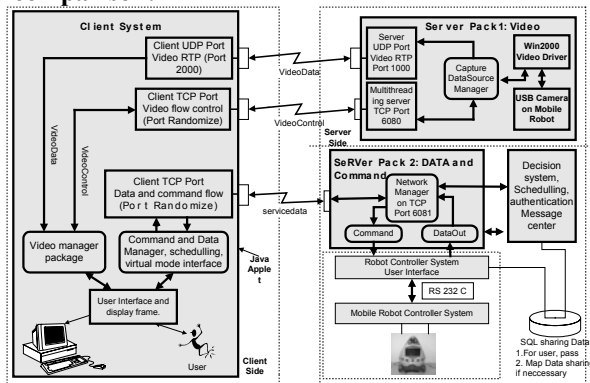 Client System
Client UDP Port
Video RTP (Port
2000)
Client TCP Port
Video flow control
(Port Randomize)
VideoData
VideoControl
Client TCP Port
Data and command flow
(Port Randomize)
Video manager
package
Command and Data
Manager, scheduling,
virtual mode interface
User Interface and
display frame.
User
Java
Apple
t
Client
Side
VideoData
VideoControl
servicedata
Server
Side
Server Pack1: Video
Server
UDP Port
Video RTP
Port 1000
Multithread
ing server
TCP Port
6080
Capture
DataSource
Manager
Win2000
Video Driver
USB Camera
on Mobile
Robot
SeRVer Pack 2: DATA and
Command
Network
Manager
on TCP
Port 6081
Command
DataOut
Decision
system,
Schedulling,
authentication
Message
center
Robot Controller System
User Interface
RS 232 C
Mobile Robot Controller System
SQL sharing Data
1.For user, pass
2. Map Data sharing
if neccessary